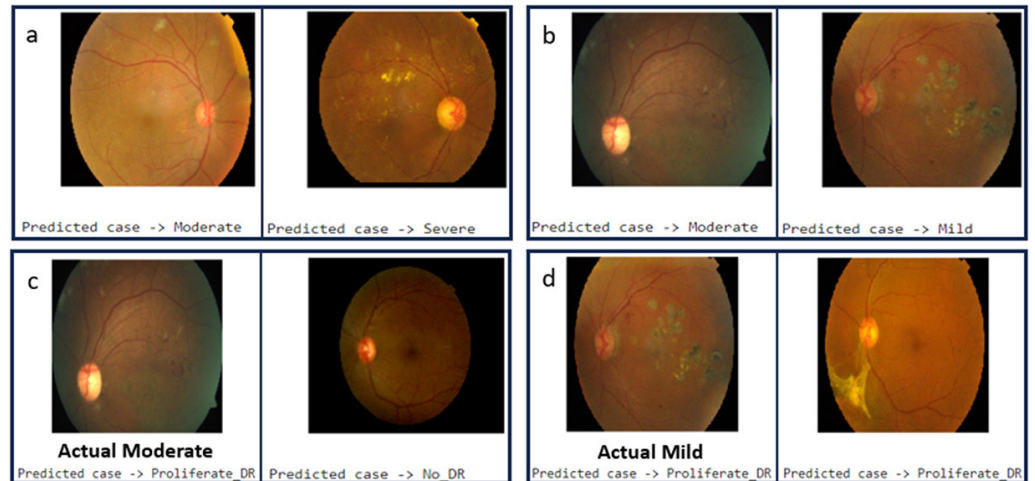 a
Predicted case -> Moderate
Predicted case -> Severe
b
Predicted case -> Moderate
Predicted case -> Mild
c
Actual Moderate
Predicted case -> Proliferate_DR
Predicted case -> No_DR
d
Actual Mild
Predicted case -> Proliferate_DR
Predicted case -> Proliferate_DR